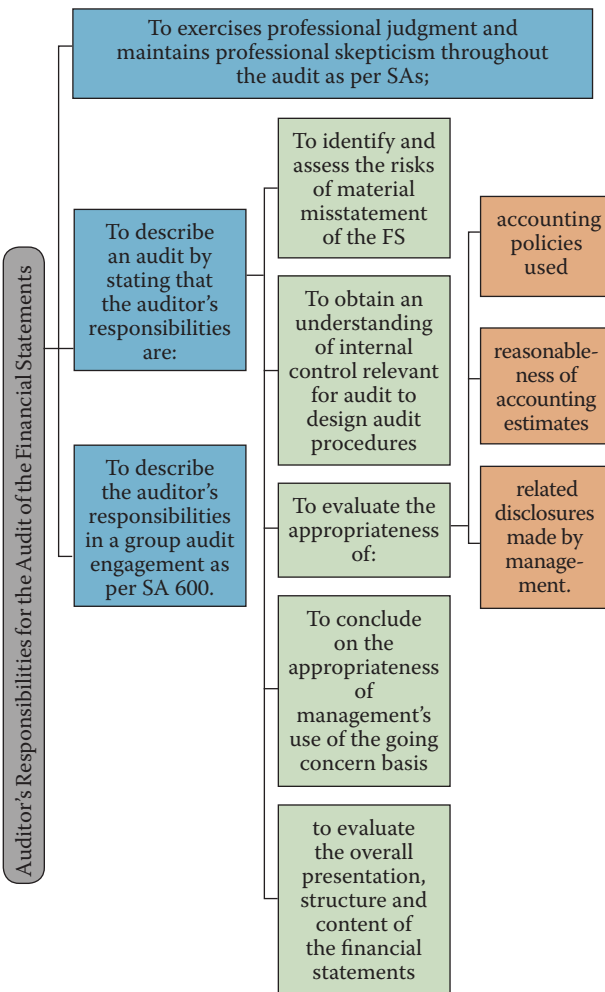 Auditor's Responsibilities for the Audit of the Financial Statements
To exercises professional judgment and
maintains professional skepticism throughout
the audit as per SAs;
To describe
an audit by
stating that
the auditor's
responsibilities
are:
To identify and
assess the risks
of material
misstatement
of the FS
To obtain an
understanding
of internal
control relevant
for audit to
design audit
procedures
To evaluate the
appropriateness
of:
accounting
policies
used
reasonable-
ness of
accounting
estimates
related
disclosures
made by
manage-
ment.
To conclude
on the
appropriateness
of
management's
use of the going
concern basis
to evaluate
the overall
presentation,
structure and
content of
the financial
statements
To describe
the auditor's
responsibilities
in a group audit
engagement as
per SA 600.